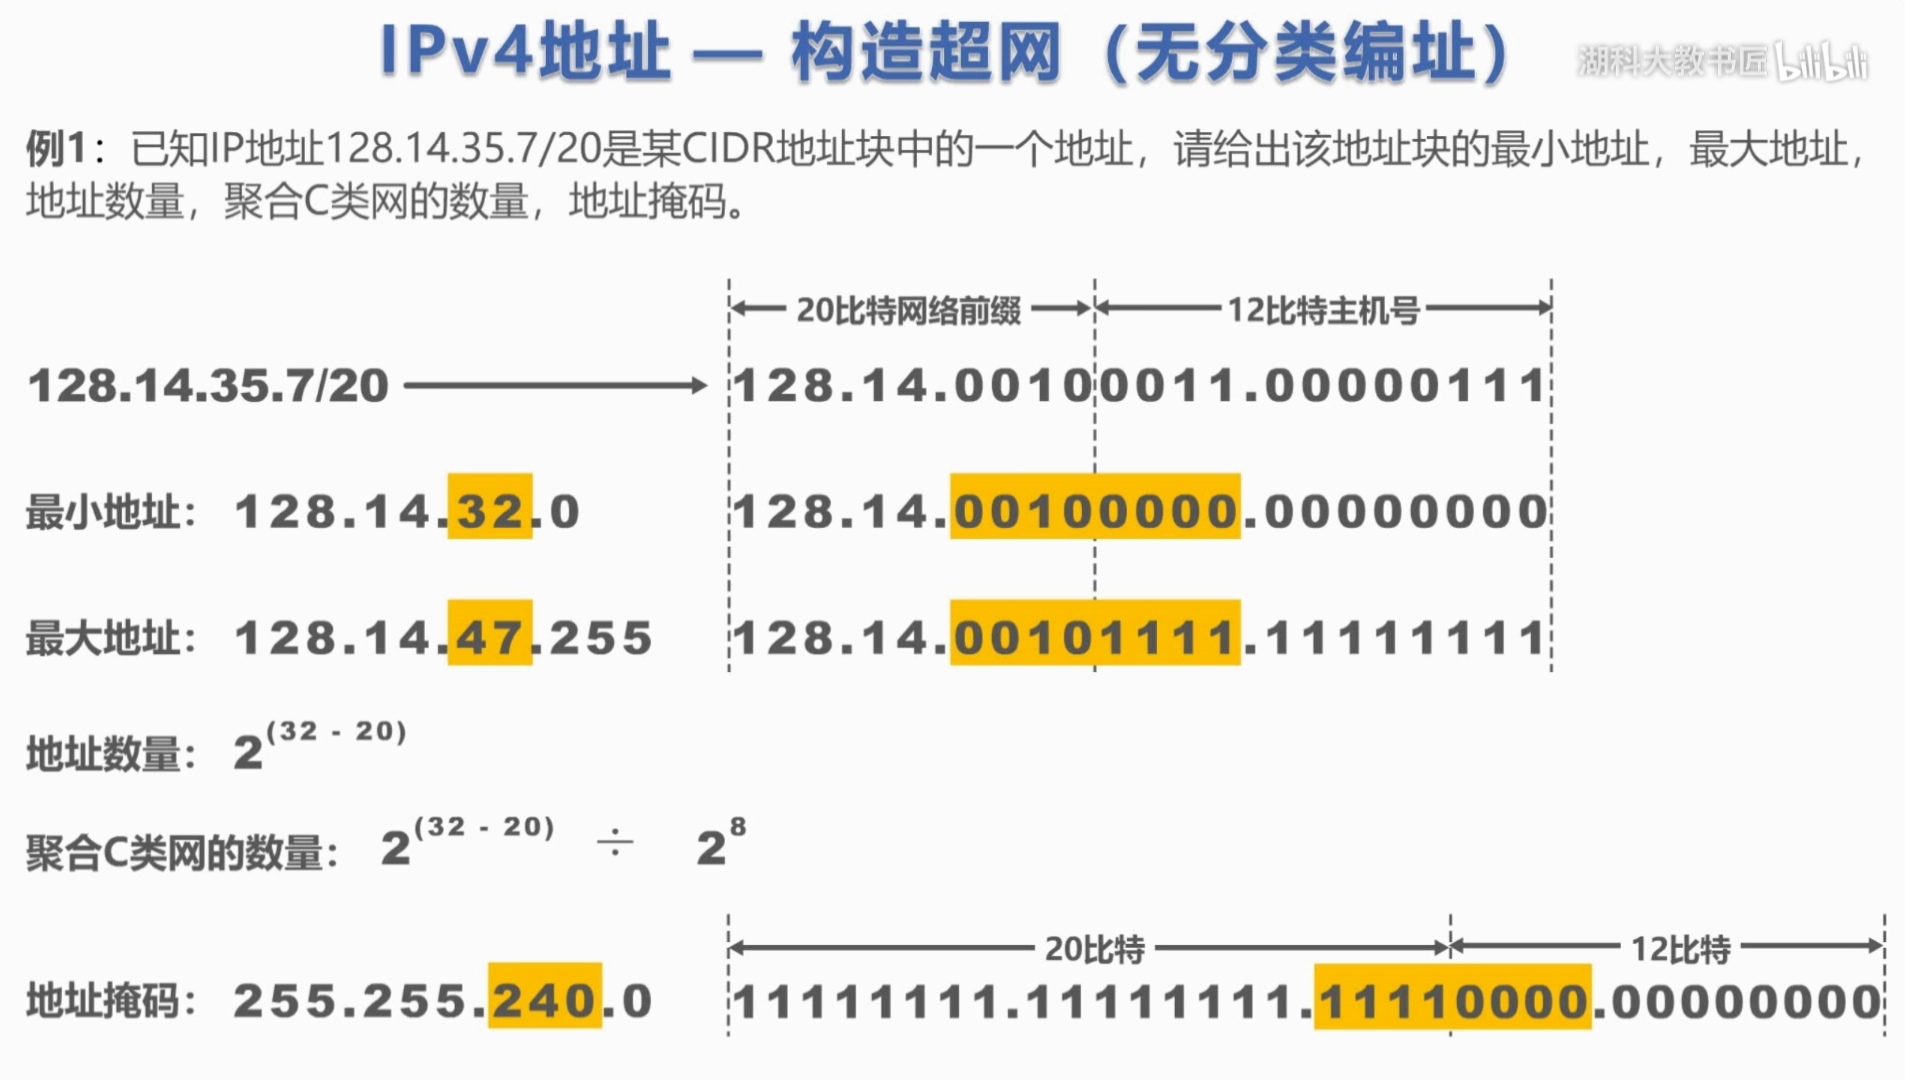 IPv4地址 — 构造超网（无分类编址）
湖科大教书匠 bilibili
例1：已知IP地址128.14.35.7/20是某CIDR地址块中的一个地址，请给出该地址块的最小地址，最大地址，
地址数量，聚合C类网的数量，地址掩码。
20比特网络前缀 12比特主机号
128.14.35.7/20 128.14.00100011.00000111
最小地址： 128.14.32.0 128.14.00100000.00000000
最大地址： 128.14.47.255 128.14.00101111.11111111
地址数量： 2^(32 - 20)
聚合C类网的数量： 2^(32 - 20) ÷ 2^8
20比特 12比特
地址掩码： 255.255.240.0 11111111.11111111.11110000.00000000